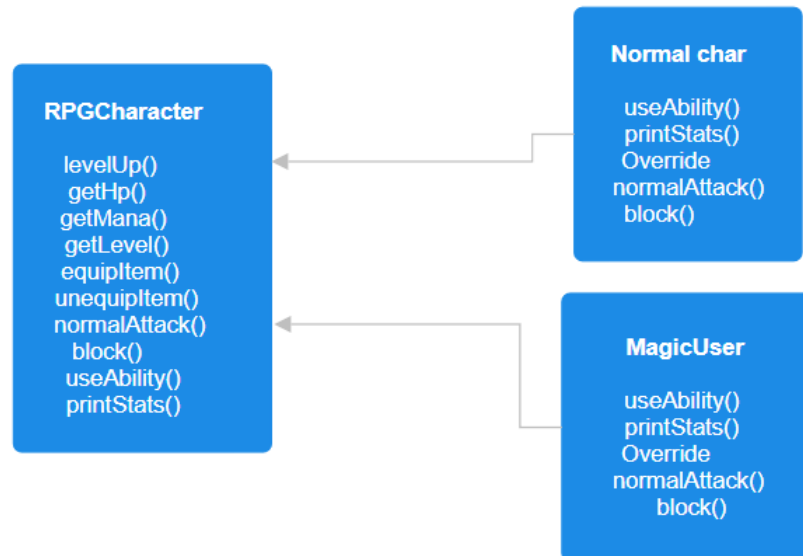 RPGCharacter
levelUp()
getHp()
getMana()
getLevel()
equipItem()
unequipItem()
normalAttack()
block()
useAbility()
printStats()
Normal char
useAbility()
printStats()
Override
normalAttack()
block()
MagicUser
useAbility()
printStats()
Override
normalAttack()
block()